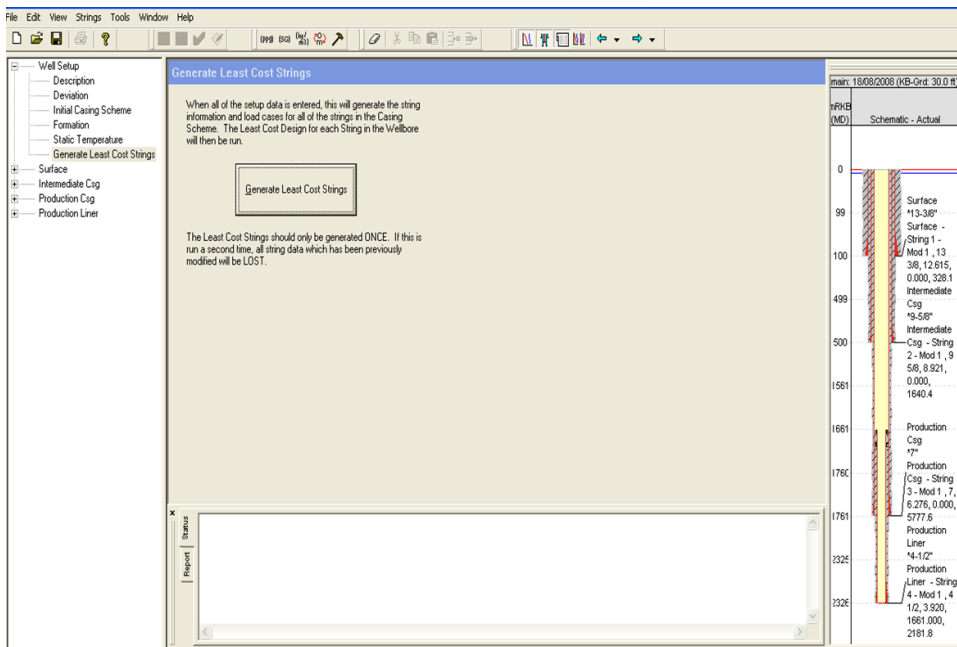 File Edit View Strings Tools Window Help
Well Setup
Description
Deviation
Initial Casing Scheme
Formation
Static Temperature
Generate Least Cost Strings
Surface
Intermediate Csg
Production Csg
Production Liner
Generate Least Cost Strings
When all of the setup data is entered, this will generate the string
information and load cases for all of the strings in the Casing
Scheme. The Least Cost Design for each String in the Wellbore
will then be run.
Generate Least Cost Strings
The Least Cost Strings should only be generated ONCE. If this is
run a second time, all string data which has been previously
modified will be LOST.
Status
Report
main: 18/08/2008 (KB-Grd: 30.0 ft)
mRKB
(MD)
Schematic - Actual
0
99
100
499
500
1561
1661
1760
1761
2325
2326
Surface
*13-3/8"
Surface -
String 1 -
Mod 1 , 13
3/8, 12.615,
0.000, 328.1
Intermediate
Csg
*9-5/8"
Intermediate
Csg - String
2 - Mod 1 , 9
5/8, 8.921,
0.000,
1640.4
Production
Csg
*7"
Production
Csg - String
3 - Mod 1 , 7,
6.276, 0.000,
5777.6
Production
Liner
*4-1/2"
Production
Liner - String
4 - Mod 1 , 4
1/2, 3.920,
1661.000,
2181.8